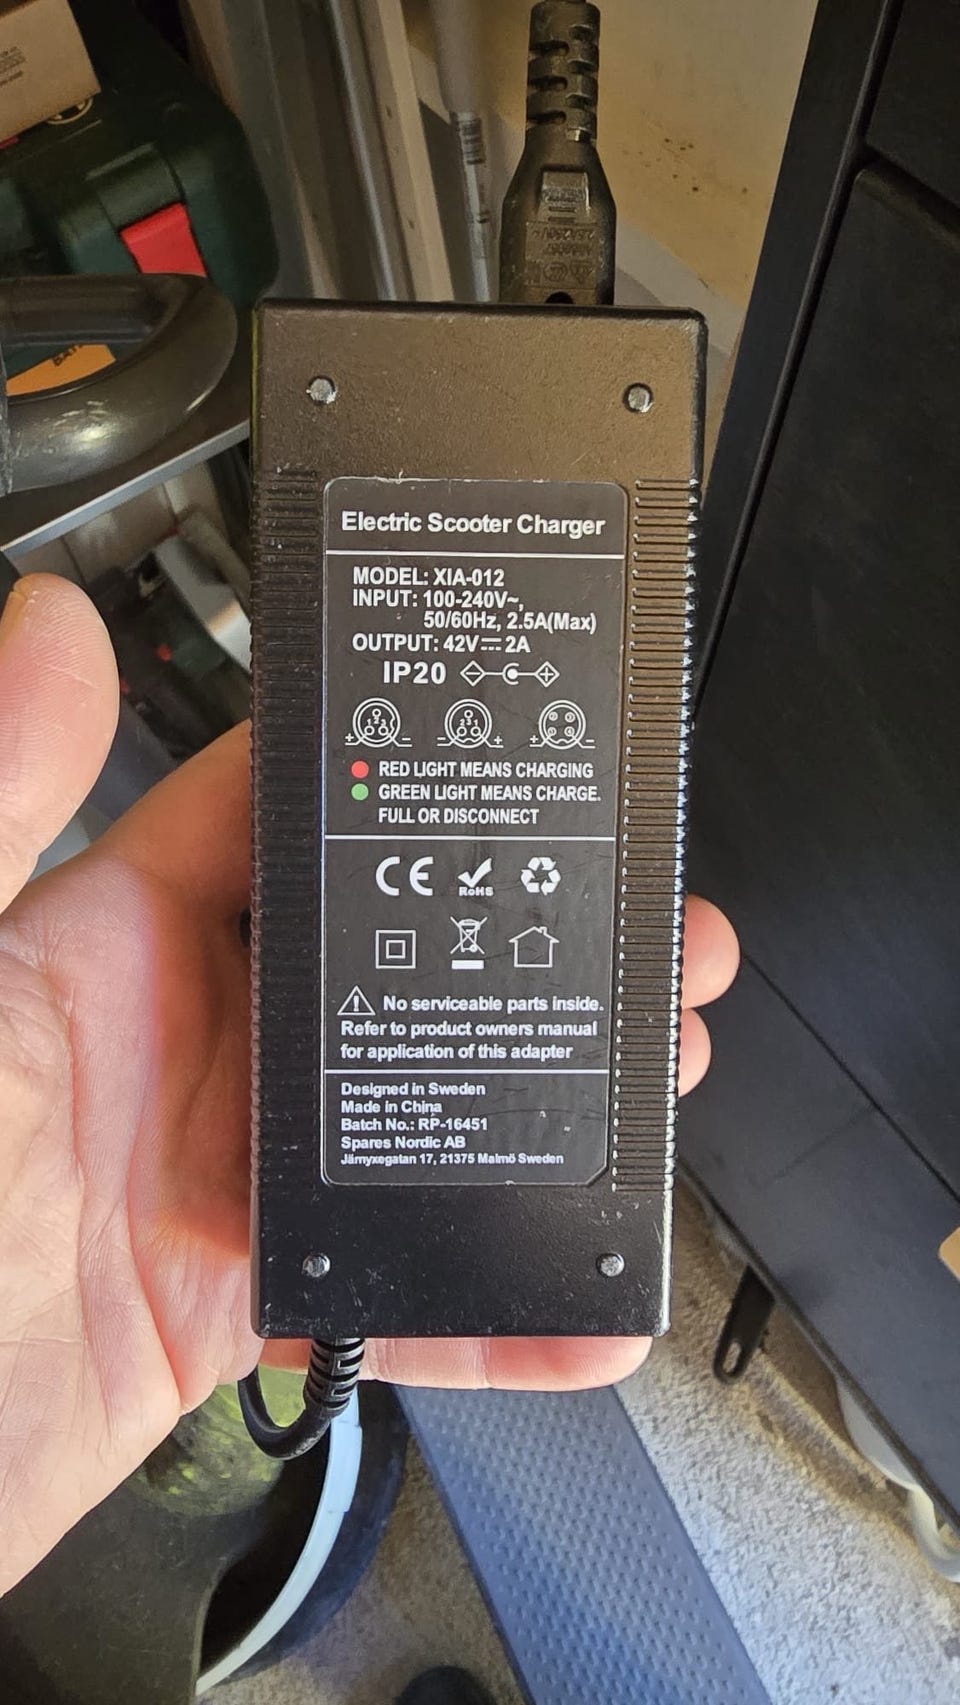 Electric Scooter Charger
MODEL: XIA-012
INPUT: 100-240V~,
50/60Hz, 2.5A(Max)
OUTPUT: 42V⎓2A
IP20
RED LIGHT MEANS CHARGING
GREEN LIGHT MEANS CHARGE.
FULL OR DISCONNECT
CE RoHS
No serviceable parts inside.
Refer to product owners manual
for application of this adapter
Designed in Sweden
Made in China
Batch No.: RP-16451
Spares Nordic AB
Järnyxegatan 17, 21375 Malmö Sweden